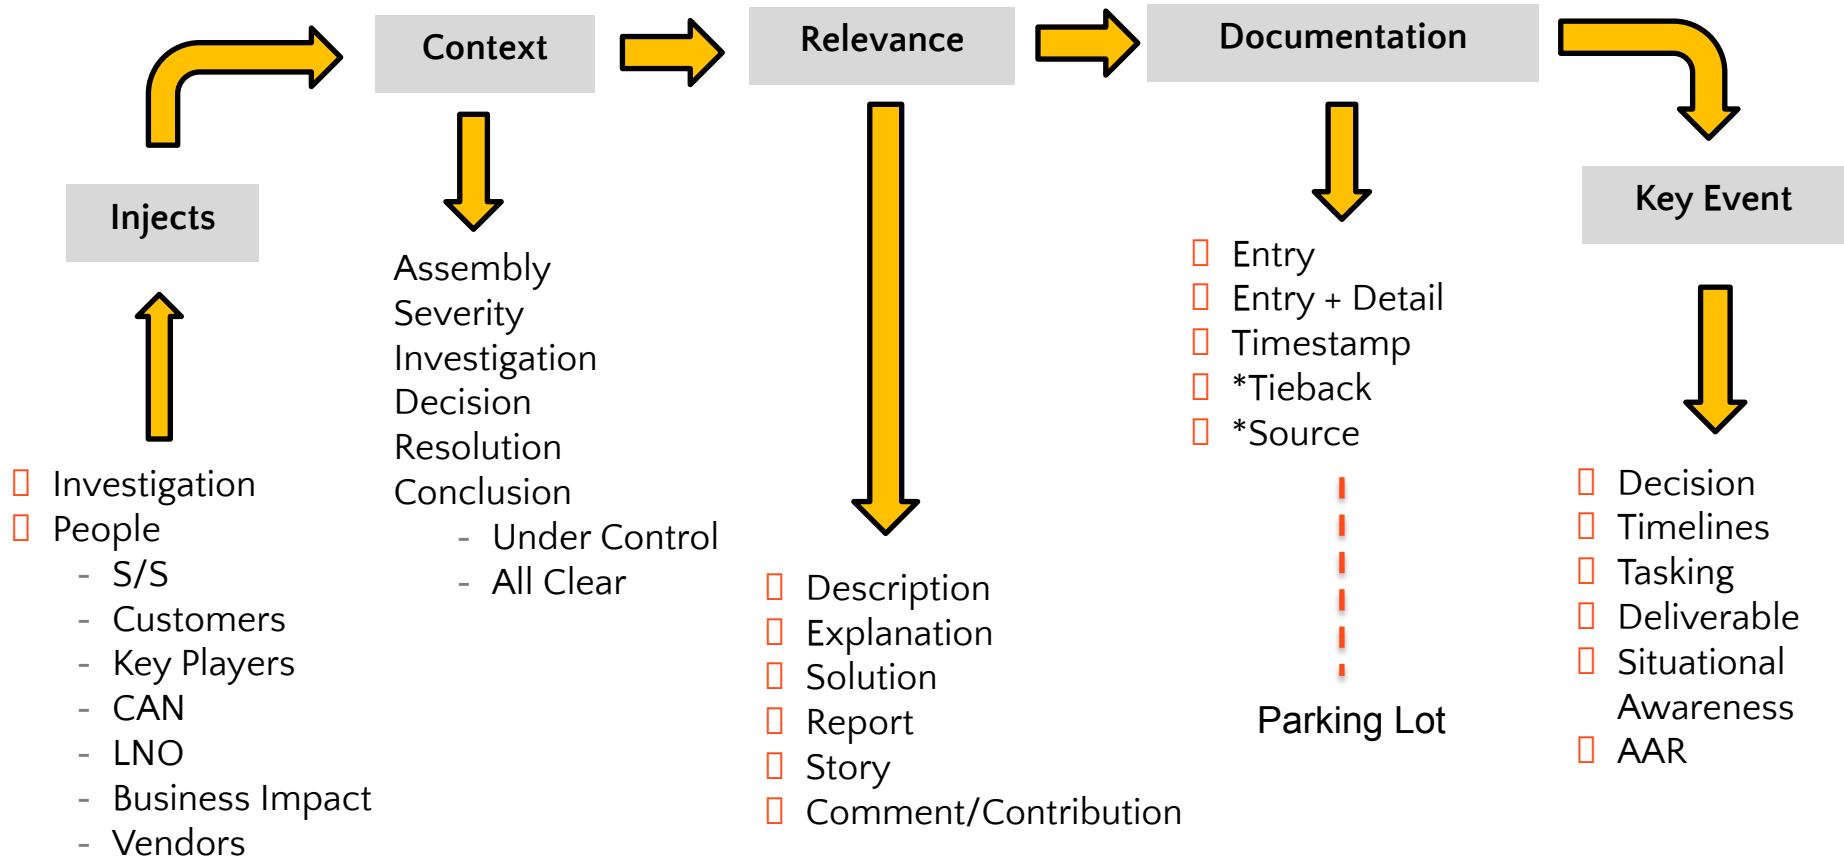 Injects
Investigation
People
- S/S
- Customers
- Key Players
- CAN
- LNO
- Business Impact
- Vendors
Context
Assembly
Severity
Investigation
Decision
Resolution
Conclusion
- Under Control
- All Clear
Relevance
Description
Explanation
Solution
Report
Story
Comment/Contribution
Documentation
Entry
Entry + Detail
Timestamp
*Tieback
*Source
Parking Lot
Key Event
Decision
Timelines
Tasking
Deliverable
Situational
Awareness
AAR